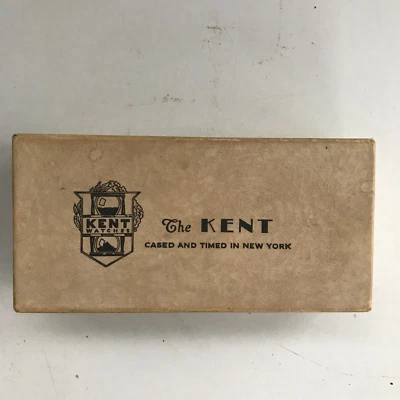 KENT
WATCHES
The KENT
CASED AND TIMED IN NEW YORK